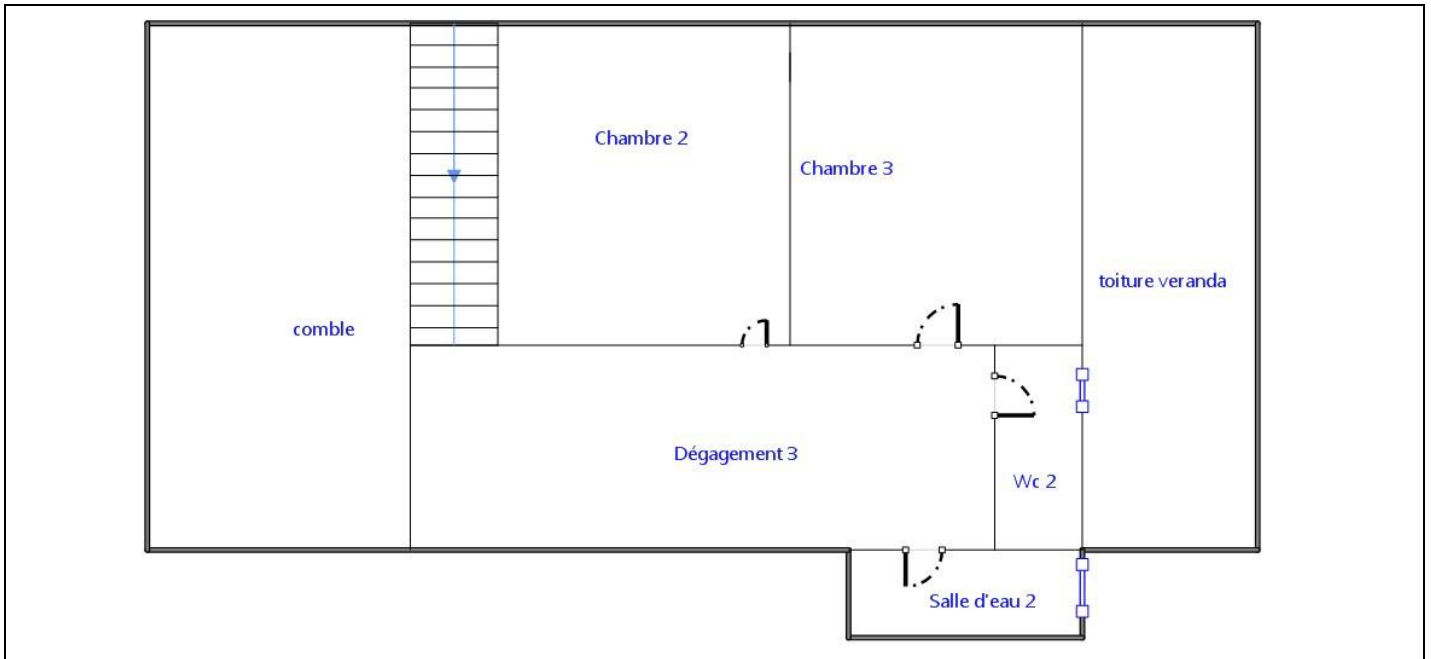 Chambre 2
Chambre 3
toiture veranda
comble
Dégagement 3
Wc 2
Salle d'eau 2